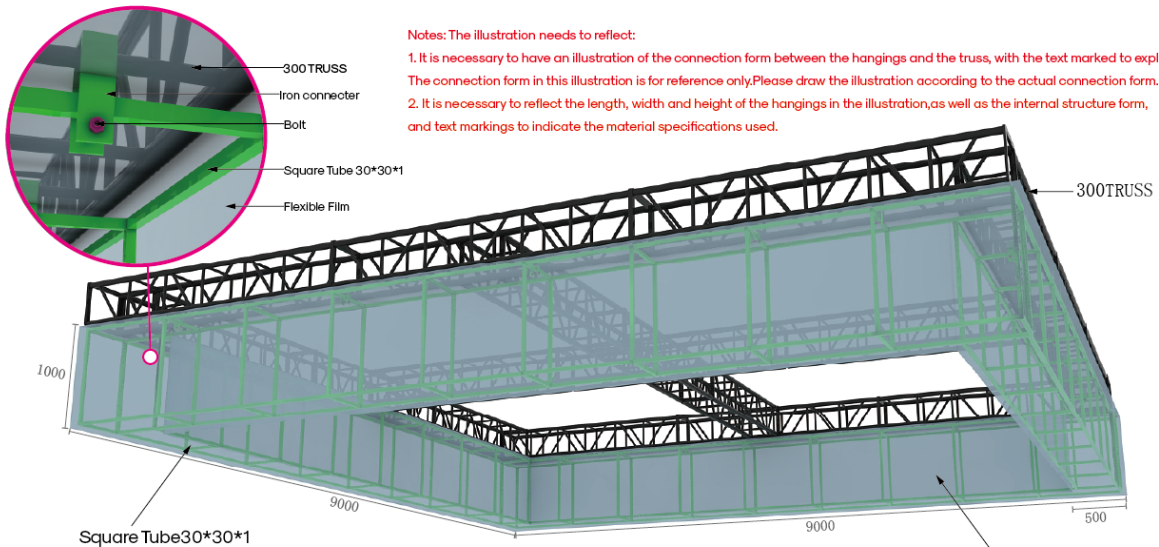 Notes: The illustration needs to reflect:
1. It is necessary to have an illustration of the connection form between the hangings and the truss, with the text marked to expl
The connection form in this illustration is for reference only.Please draw the illustration according to the actual connection form.
2. It is necessary to reflect the length, width and height of the hangings in the illustration,as well as the internal structure form,
and text markings to indicate the material specifications used.
300TRUSS
Iron connecter
Bolt
Square Tube 30*30*1
Flexible Film
300TRUSS
1000
9000
9000
500
Square Tube30*30*1